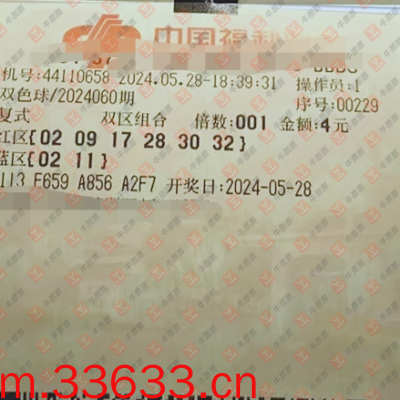 中国福利
机号:44110658 2024.05.28-18:39:31 操作员:1
双色球/2024060期 序号:00229
复式 双区组合 倍数:001 金额:4元
红区{02 09 17 28 30 32}
蓝区{02 11}
113 F659 A856 A2F7 开奖日:2024-05-28
m.33633.cn